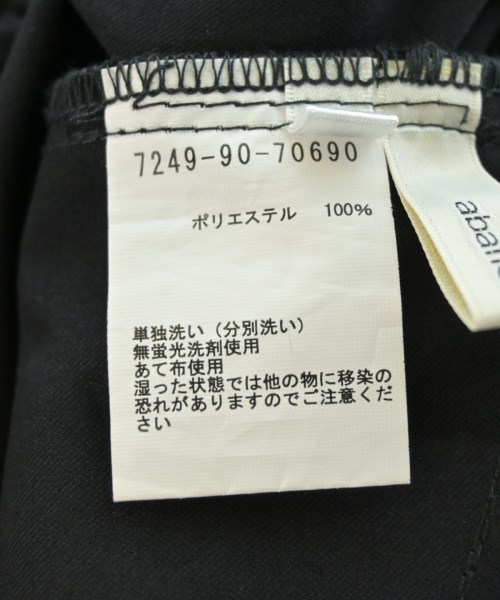 7249-90-70690
ポリエステル 100%
単独洗い（分別洗い）
無蛍光洗剤使用
あて布使用
湿った状態では他の物に移染の
恐れがありますのでご注意くだ
さい